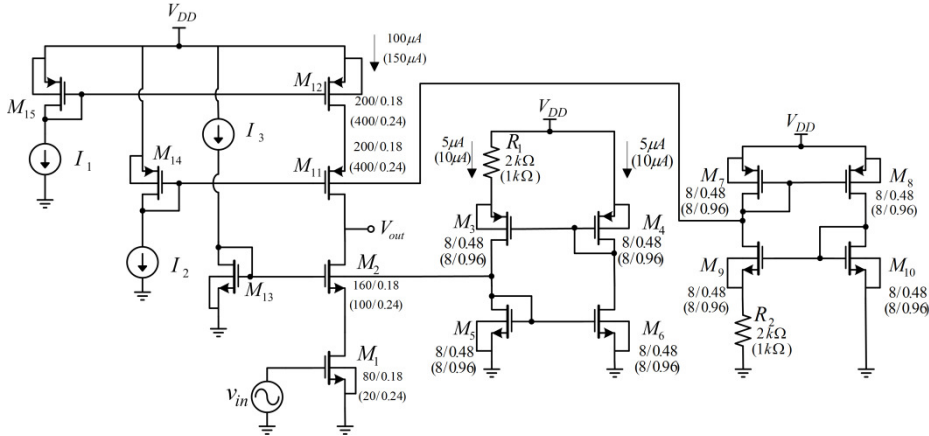 V_DD
100μA
(150μA)
M_12
M_15
200/0.18
(400/0.24)
I_3
I_1
M_14
200/0.18
(400/0.24)
M_11
V_out
I_2
M_13
M_2
160/0.18
(100/0.24)
M_1
80/0.18
(20/0.24)
v_in
V_DD
5μA
(10μA)
R_1
2kΩ
(1kΩ)
5μA
(10μA)
M_3
8/0.48
(8/0.96)
M_4
8/0.48
(8/0.96)
M_5
8/0.48
(8/0.96)
M_6
8/0.48
(8/0.96)
V_DD
M_7
8/0.48
(8/0.96)
M_8
8/0.48
(8/0.96)
M_9
8/0.48
(8/0.96)
M_10
8/0.48
(8/0.96)
R_2
2kΩ
(1kΩ)